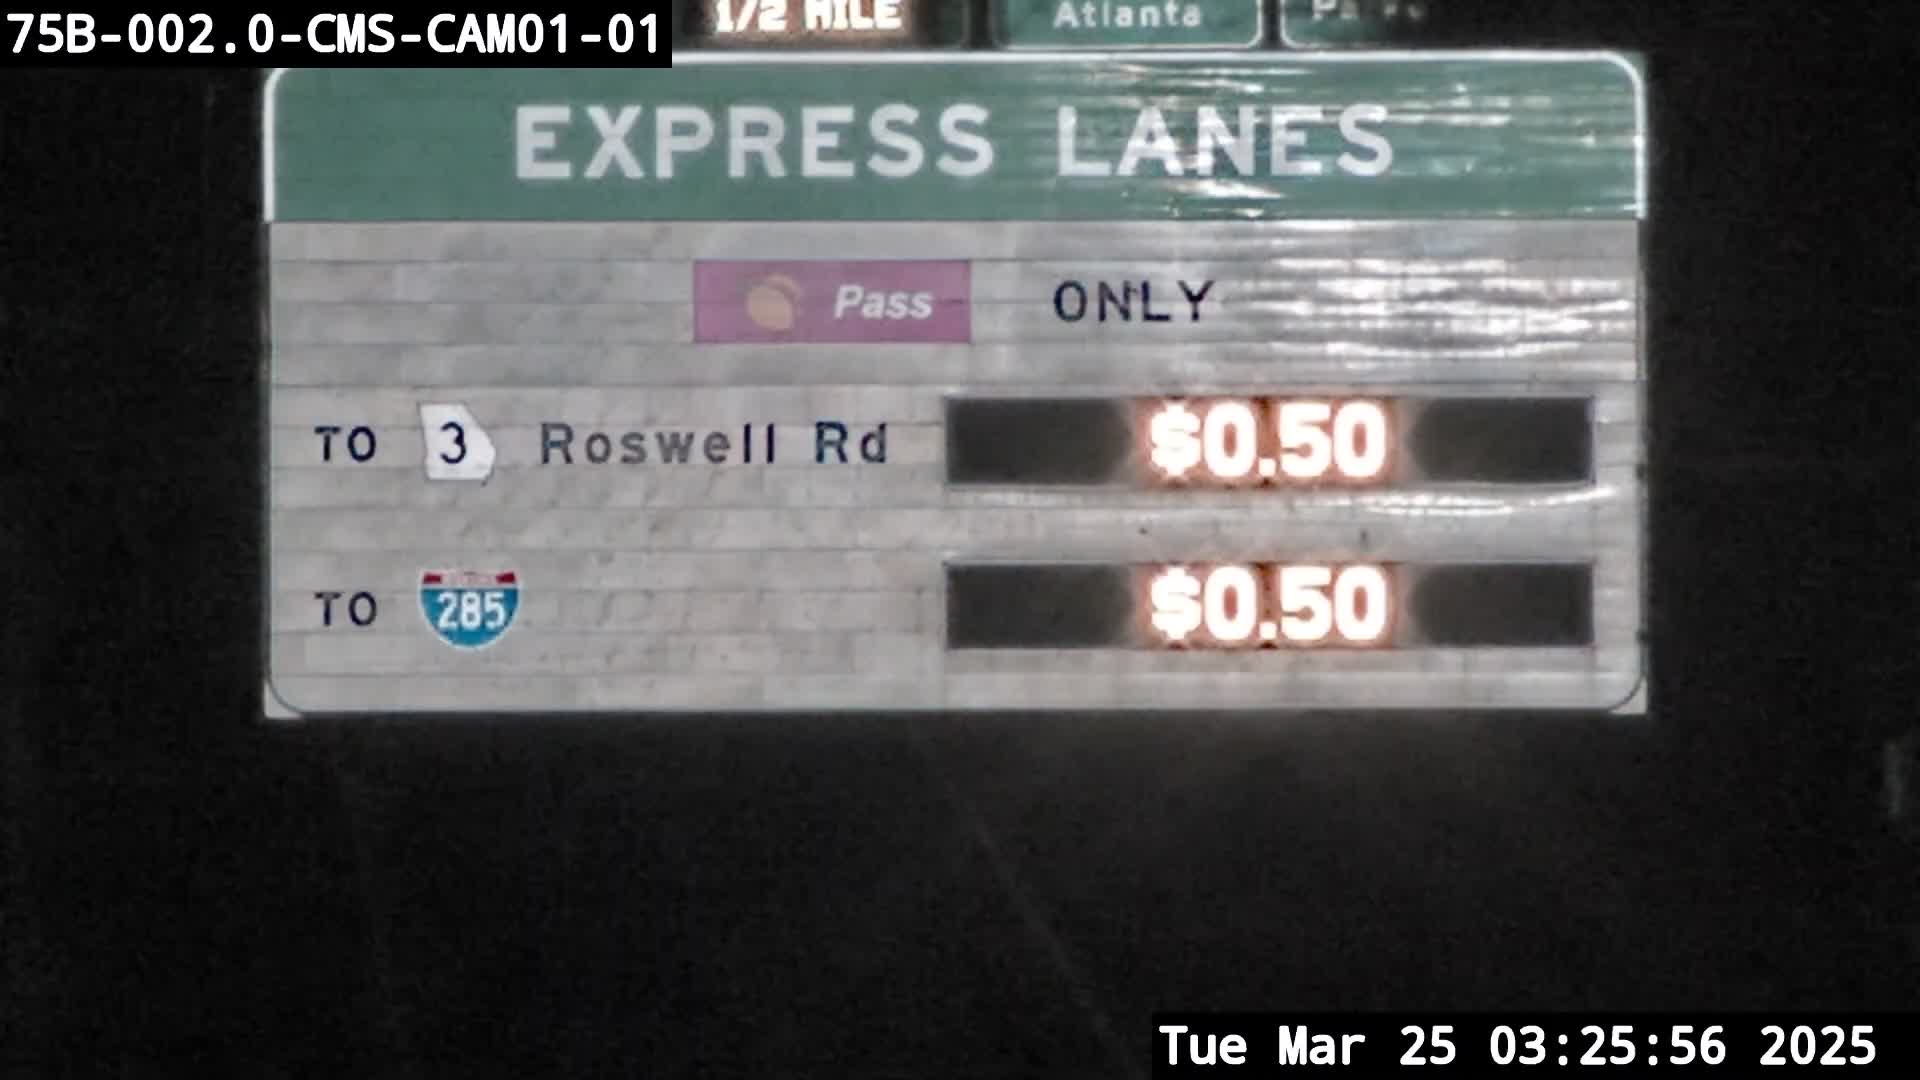 75B-002.0-CMS-CAM01-01
1/2 MILE
Atlanta
EXPRESS LANES
Pass ONLY
TO 3 Roswell Rd $0.50
TO 285 $0.50
Tue Mar 25 03:25:56 2025